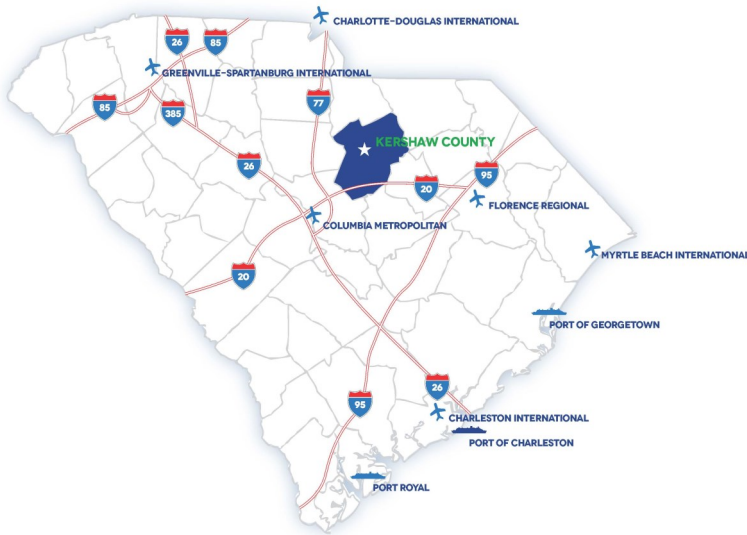 CHARLOTTE-DOUGLAS INTERNATIONAL
26
85
GREENVILLE-SPARTANBURG INTERNATIONAL
77
85
385
KERSHAW COUNTY
26
95
20
FLORENCE REGIONAL
COLUMBIA METROPOLITAN
MYRTLE BEACH INTERNATIONAL
20
PORT OF GEORGETOWN
26
95
CHARLESTON INTERNATIONAL
PORT OF CHARLESTON
PORT ROYAL